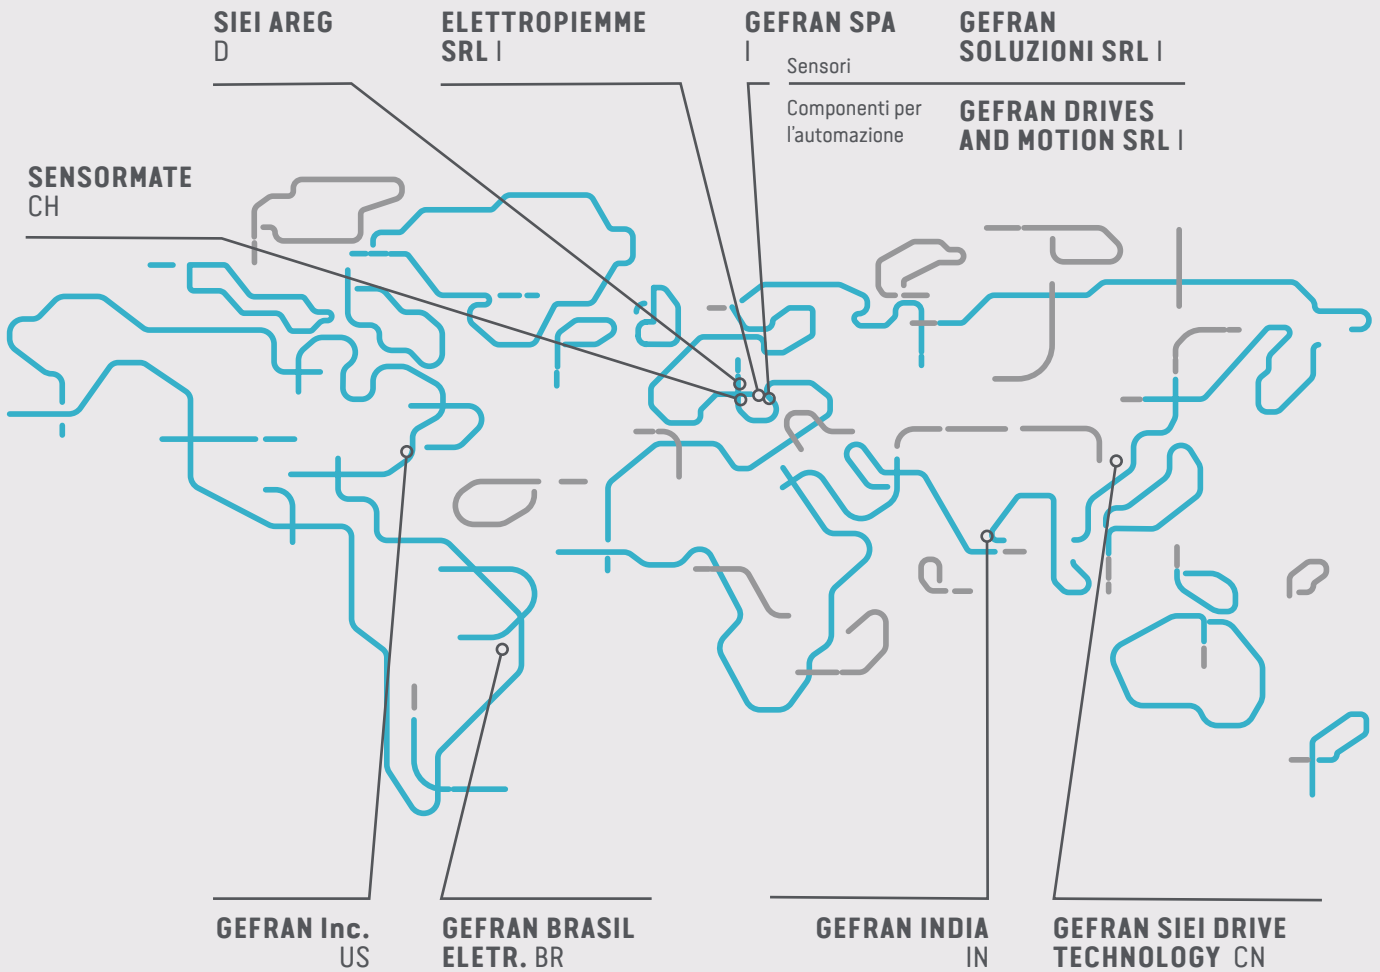 SIEI AREG
D
ELETTROPIEMME
SRL I
GEFRAN SPA
I
Sensori
Componenti per
l'automazione
GEFRAN
SOLUZIONI SRL I
GEFRAN DRIVES
AND MOTION SRL I
SENSORMATE
CH
GEFRAN Inc.
US
GEFRAN BRASIL
ELETR. BR
GEFRAN INDIA
IN
GEFRAN SIEI DRIVE
TECHNOLOGY CN